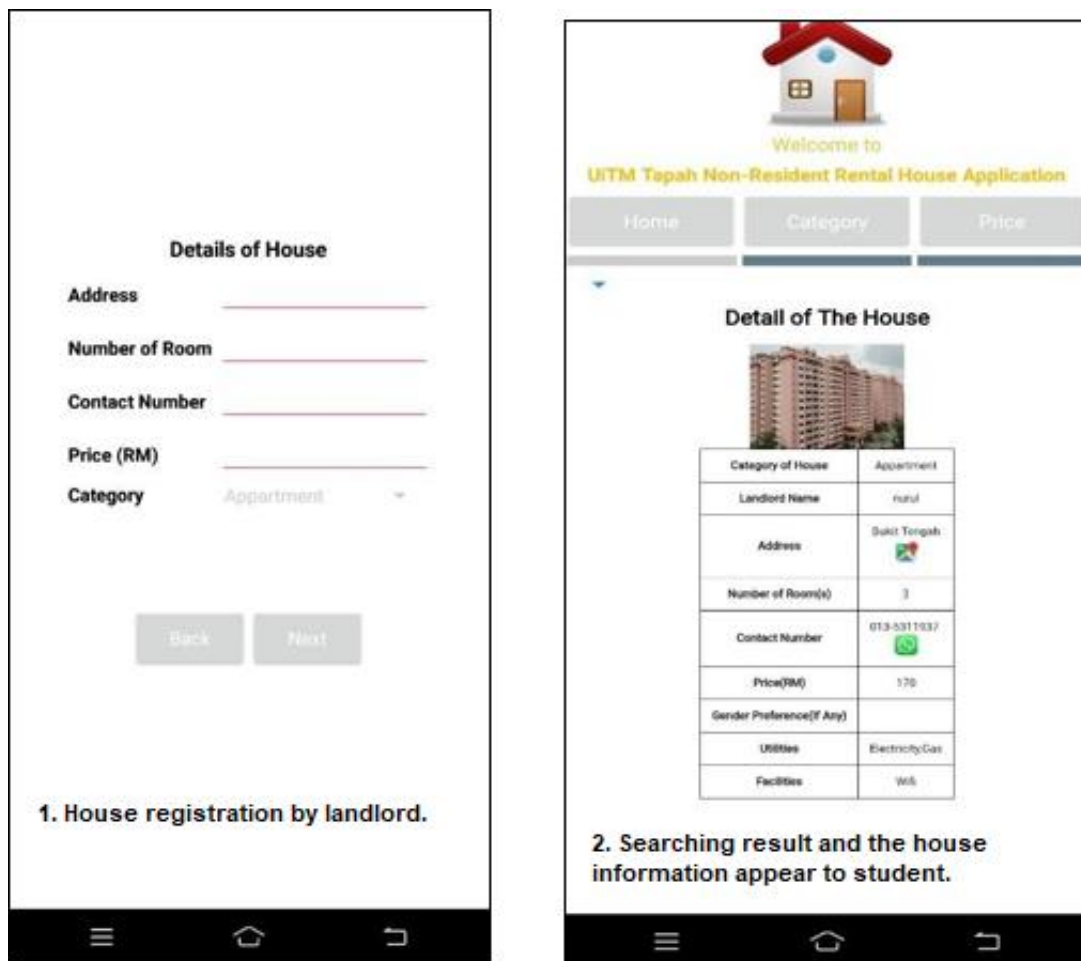 Details of House
Address
Number of Room
Contact Number
Price (RM)
Category Appartment
Back Next
1. House registration by landlord.
Welcome to
UiTM Tapah Non-Resident Rental House Application
Home Category Price
Detail of The House
Category of House Appartment
Landlord Name nurul
Address Bukit Tengah
Number of Room(s) 3
Contact Number 013-5311937
Price(RM) 170
Gender Preference(If Any)
Utilities Electricity,Gas
Facilities Wifi
2. Searching result and the house
information appear to student.